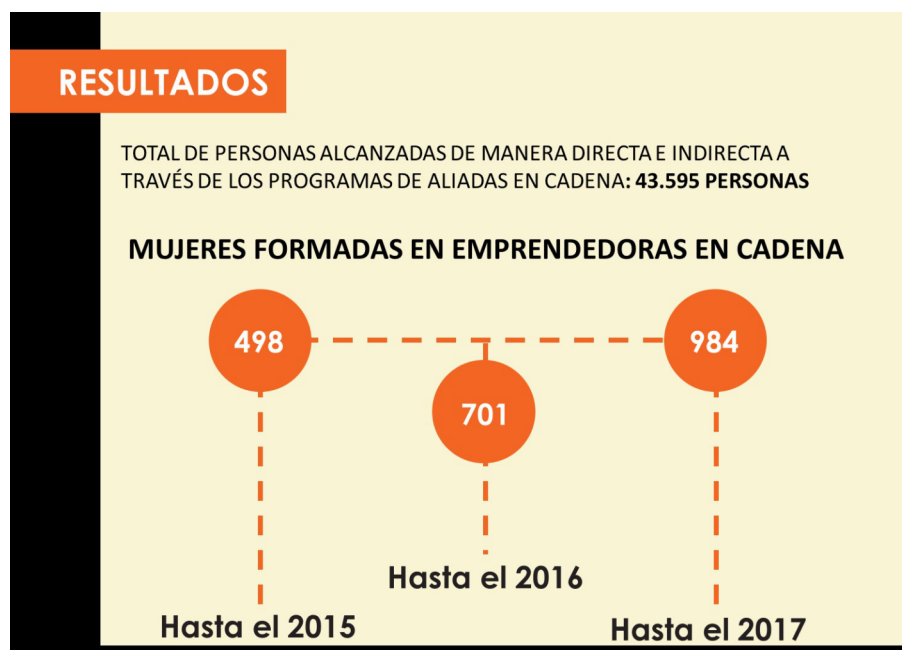 RESULTADOS
TOTAL DE PERSONAS ALCANZADAS DE MANERA DIRECTA E INDIRECTA A
TRAVÉS DE LOS PROGRAMAS DE ALIADAS EN CADENA: 43.595 PERSONAS
MUJERES FORMADAS EN EMPRENDEDORAS EN CADENA
498
984
701
Hasta el 2016
Hasta el 2015
Hasta el 2017